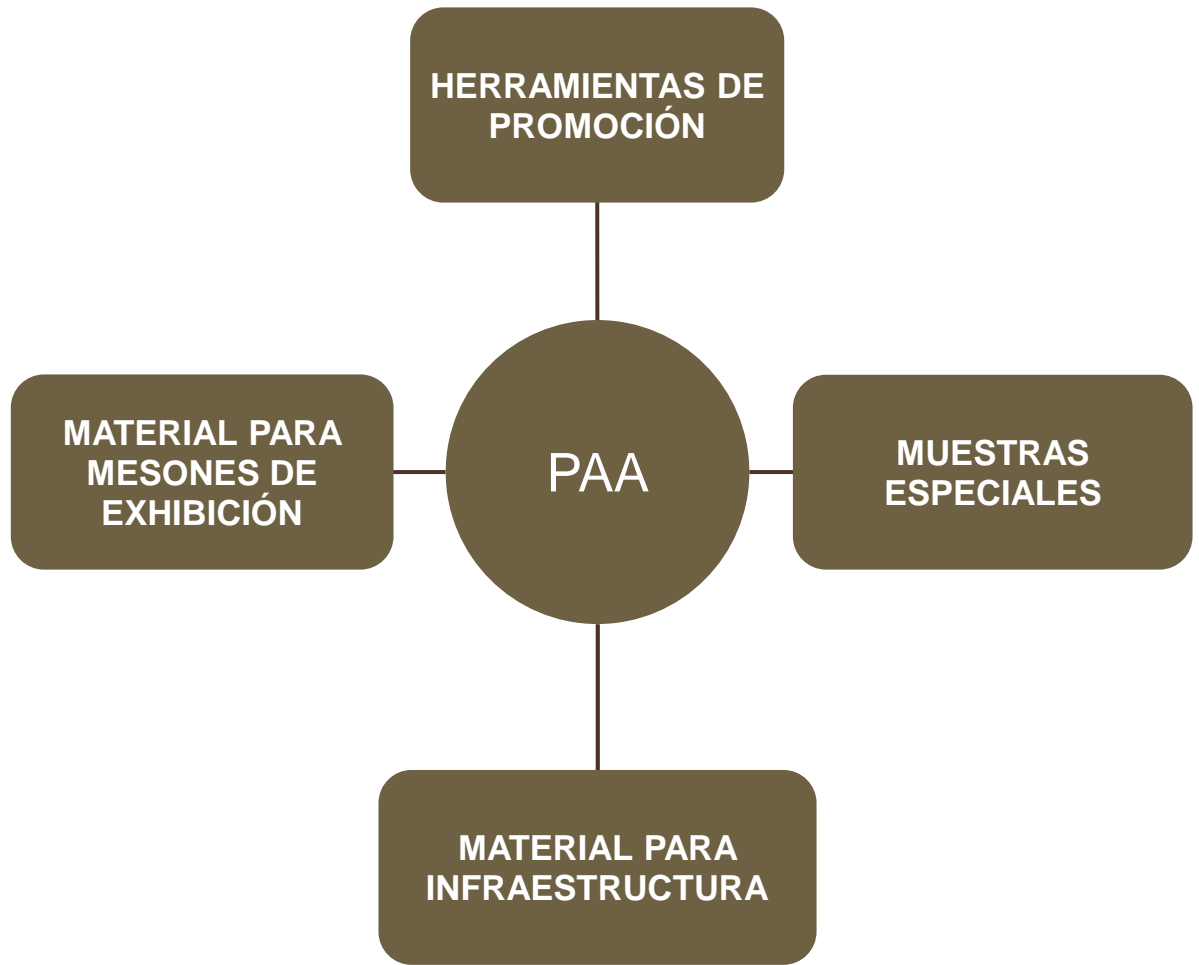 HERRAMIENTAS DE
PROMOCIÓN
MATERIAL PARA
MESONES DE
EXHIBICIÓN
PAA
MUESTRAS
ESPECIALES
MATERIAL PARA
INFRAESTRUCTURA